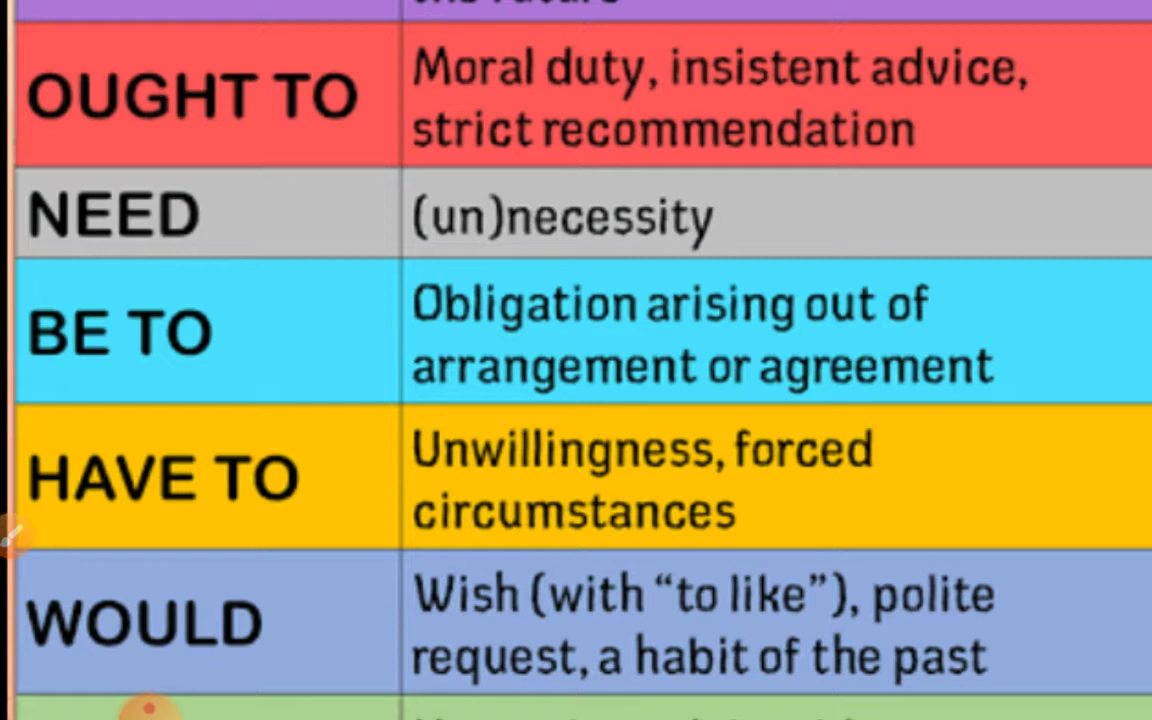 OUGHT TO
Moral duty, insistent advice,
strict recommendation
NEED
(un)necessity
BE TO
Obligation arising out of
arrangement or agreement
HAVE TO
Unwillingness, forced
circumstances
WOULD
Wish (with “to like”), polite
request, a habit of the past